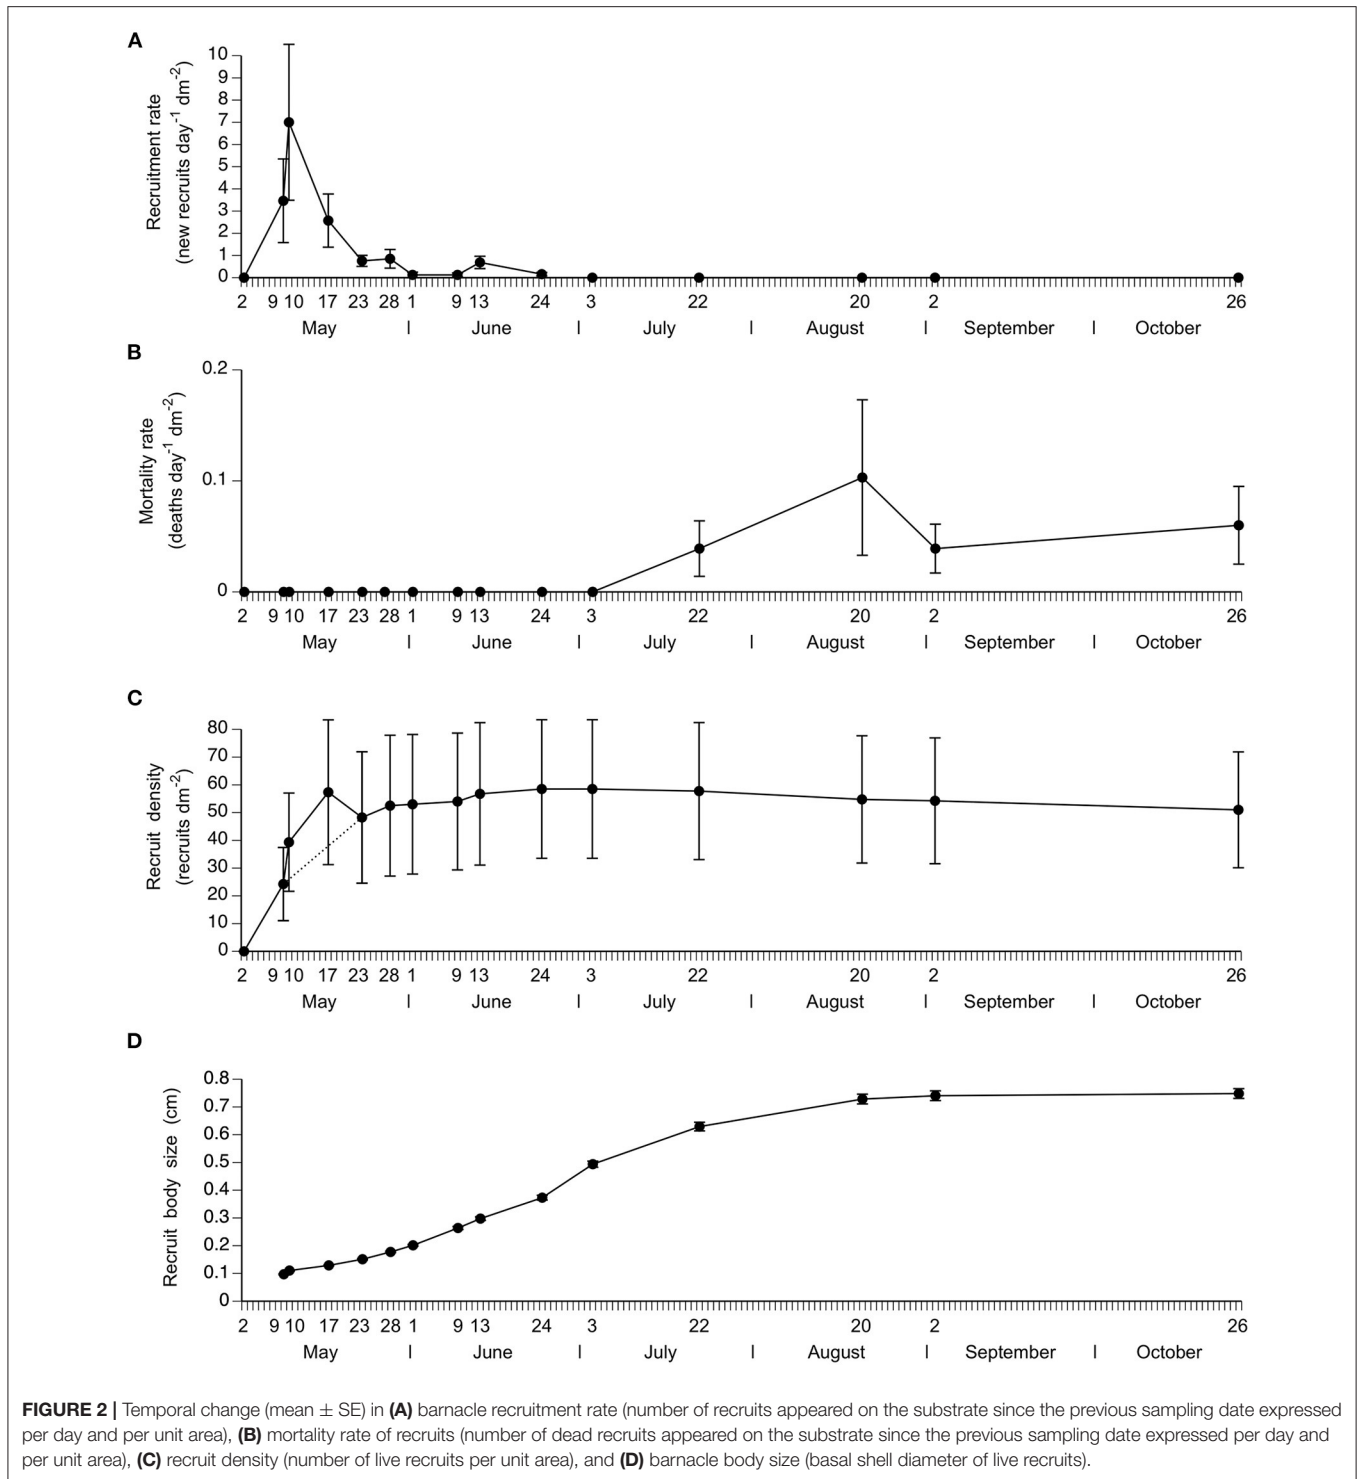 A
Recruitment rate
(new recruits day-1 dm-2)
10
9
8
7
6
5
4
3
2
1
0
2 9 10 17 23 28 1 9 13 24 3 22 20 2 26
May | June | July | August | September | October
B
Mortality rate
(deaths day-1 dm-2)
0.2
0.1
0
2 9 10 17 23 28 1 9 13 24 3 22 20 2 26
May | June | July | August | September | October
C
Recruit density
(recruits dm-2)
80
70
60
50
40
30
20
10
0
2 9 10 17 23 28 1 9 13 24 3 22 20 2 26
May | June | July | August | September | October
D
Recruit body size (cm)
0.8
0.7
0.6
0.5
0.4
0.3
0.2
0.1
0
2 9 10 17 23 28 1 9 13 24 3 22 20 2 26
May | June | July | August | September | October
FIGURE 2 | Temporal change (mean ± SE) in (A) barnacle recruitment rate (number of recruits appeared on the substrate since the previous sampling date expressed
per day and per unit area), (B) mortality rate of recruits (number of dead recruits appeared on the substrate since the previous sampling date expressed per day and
per unit area), (C) recruit density (number of live recruits per unit area), and (D) barnacle body size (basal shell diameter of live recruits).